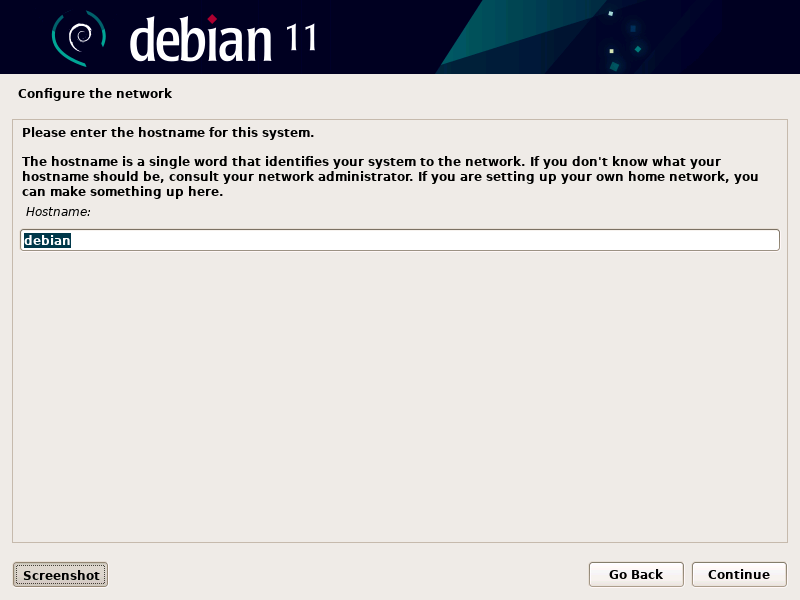 debian 11
Configure the network
Please enter the hostname for this system.
The hostname is a single word that identifies your system to the network. If you don't know what your
hostname should be, consult your network administrator. If you are setting up your own home network, you
can make something up here.
Hostname:
debian
Screenshot
Go Back
Continue